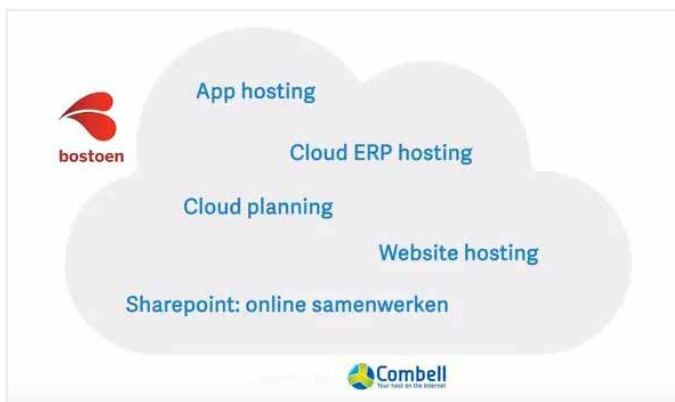 App hosting
bostoen
Cloud ERP hosting
Cloud planning
Website hosting
Sharepoint: online samenwerken
Combell
Your host on the internet